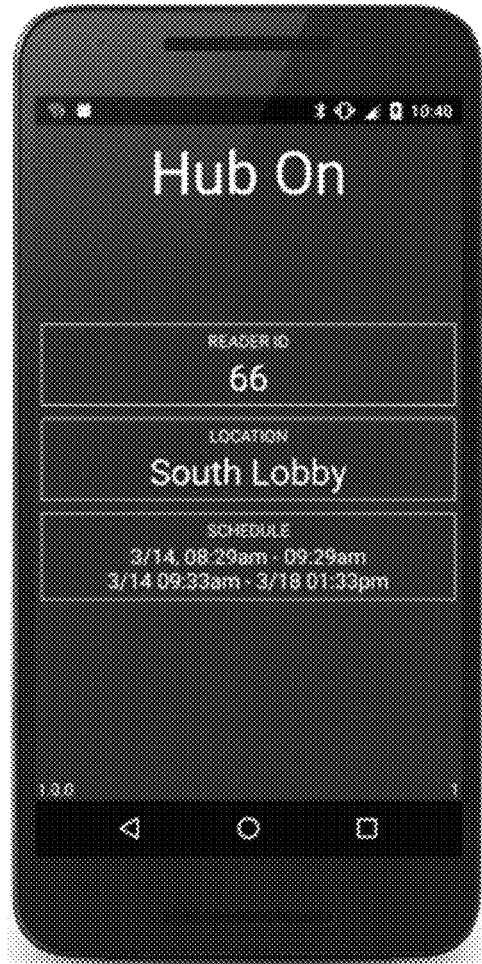 10:40
Hub On
READER ID
66
LOCATION
South Lobby
SCHEDULE
3/14, 08:29am - 09:29am
3/14 09:33am - 3/18 01:33pm
1.3.0
1